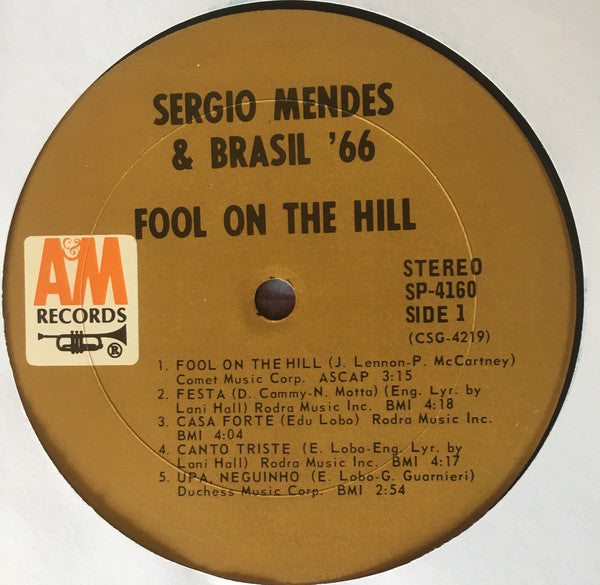 SERGIO MENDES
& BRASIL '66
FOOL ON THE HILL
A&M
RECORDS
®
STEREO
SP-4160
SIDE 1
(CSG-4219)
1. FOOL ON THE HILL (J. Lennon-P. McCartney)
Comet Music Corp. ASCAP 3:15
2. FESTA (D. Cammy-N. Motta) (Eng. Lyr. by
Lani Hall) Rodra Music Inc. BMI 4:18
3. CASA FORTE (Edu Lobo) Rodra Music Inc.
BMI 4:04
4. CANTO TRISTE (E. Lobo-Eng. Lyr. by
Lani Hall) Rodra Music Inc. BMI 4:17
5. UPA, NEGUINHO (E. Lobo-G. Guarnieri)
Duchess Music Corp. BMI 2:54